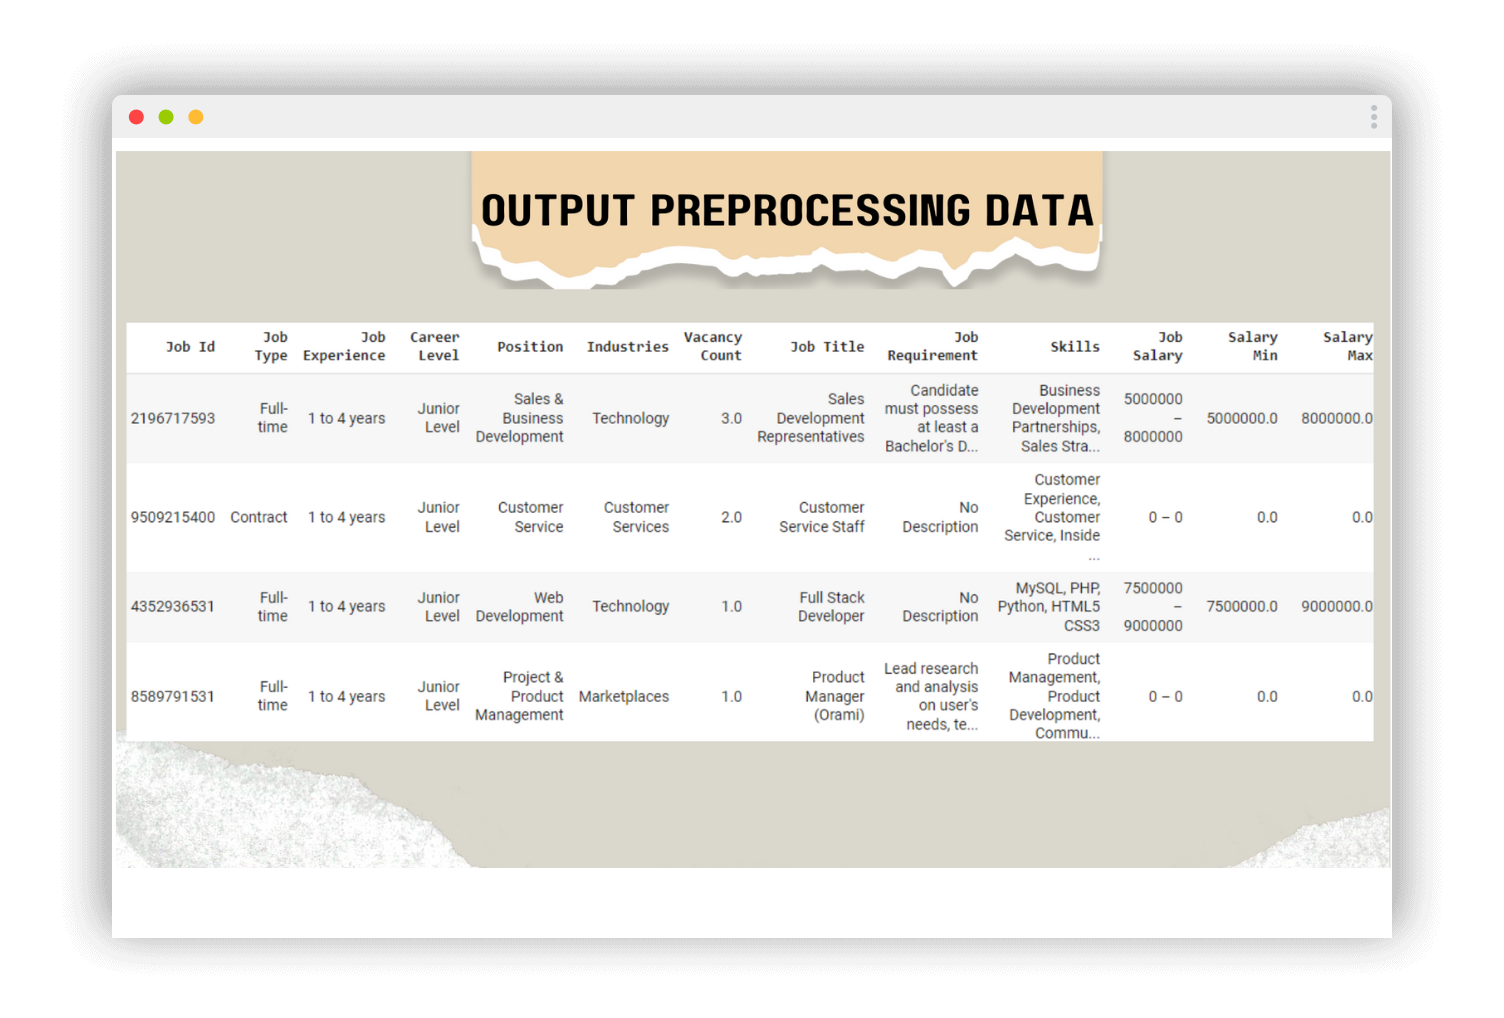 OUTPUT PREPROCESSING DATA
Job Id Job Type Job Experience Career Level Position Industries Vacancy Count Job Title Job Requirement Skills Job Salary Salary Min Salary Max
2196717593 Full-time 1 to 4 years Junior Level Sales & Business Development Technology 3.0 Sales Development Representatives Candidate must possess at least a Bachelor's D... Business Development Partnerships, Sales Stra... 5000000 – 8000000 5000000.0 8000000.0
9509215400 Contract 1 to 4 years Junior Level Customer Service Customer Services 2.0 Customer Service Staff No Description Customer Experience, Customer Service, Inside ... 0 – 0 0.0 0.0
4352936531 Full-time 1 to 4 years Junior Level Web Development Technology 1.0 Full Stack Developer No Description MySQL, PHP, Python, HTML5 CSS3 7500000 – 9000000 7500000.0 9000000.0
8589791531 Full-time 1 to 4 years Junior Level Project & Product Management Marketplaces 1.0 Product Manager (Orami) Lead research and analysis on user's needs, te... Product Management, Product Development, Commu... 0 – 0 0.0 0.0